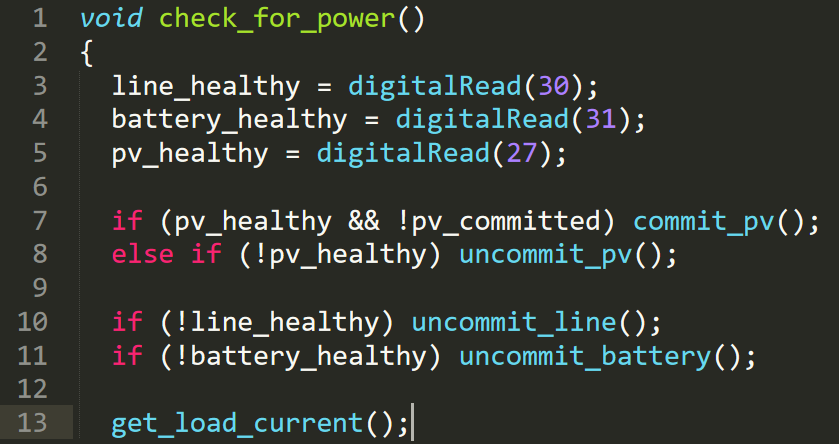 1 void check_for_power()
2 {
3   line_healthy = digitalRead(30);
4   battery_healthy = digitalRead(31);
5   pv_healthy = digitalRead(27);
6
7   if (pv_healthy && !pv_committed) commit_pv();
8   else if (!pv_healthy) uncommit_pv();
9
10   if (!line_healthy) uncommit_line();
11   if (!battery_healthy) uncommit_battery();
12
13   get_load_current();